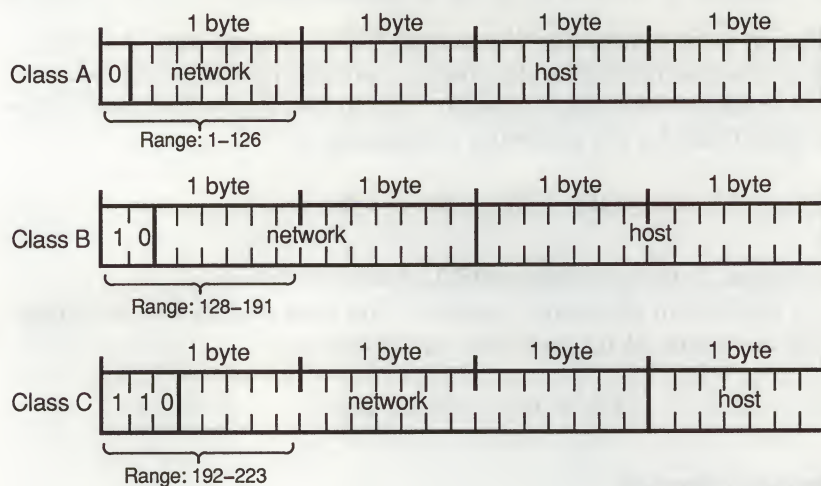 1 byte 1 byte 1 byte 1 byte
Class A 0 network host
Range: 1–126
1 byte 1 byte 1 byte 1 byte
Class B 1 0 network host
Range: 128–191
1 byte 1 byte 1 byte 1 byte
Class C 1 1 0 network host
Range: 192–223